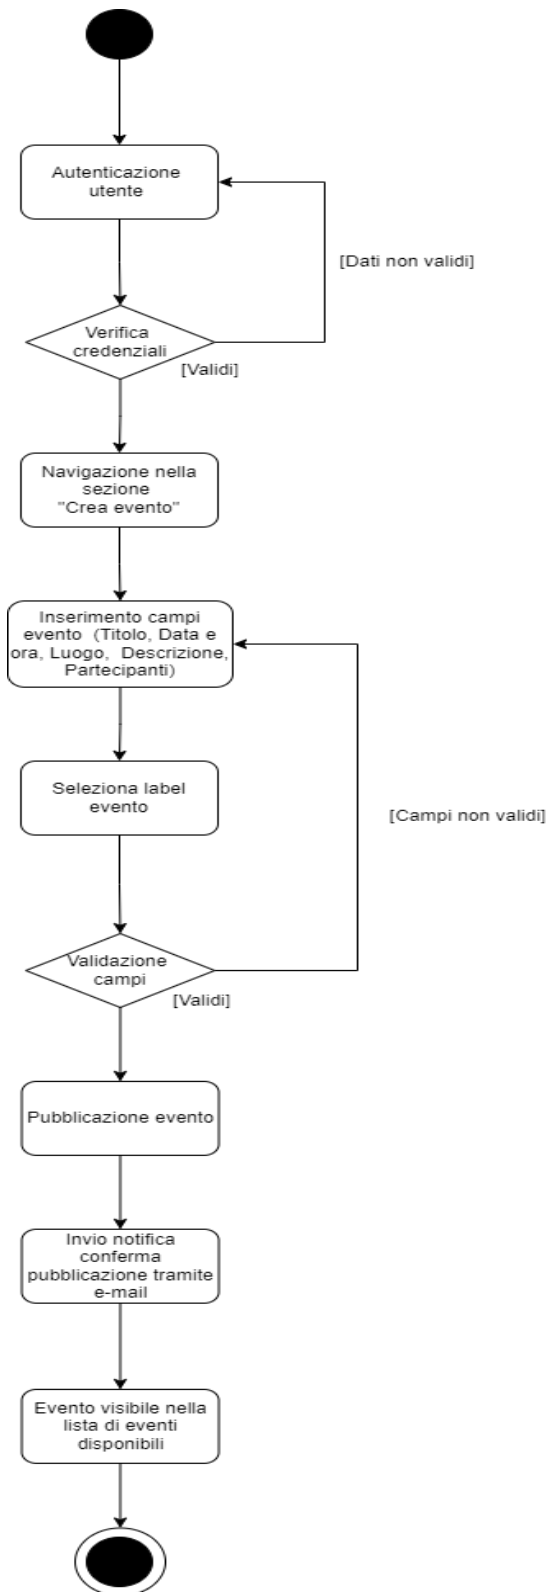 Autenticazione
utente
[Dati non validi]
Verifica
credenziali
[Validi]
Navigazione nella
sezione
"Crea evento"
Inserimento campi
evento  (Titolo, Data e
ora, Luogo,  Descrizione,
Partecipanti)
Seleziona label
evento
[Campi non validi]
Validazione
campi
[Validi]
Pubblicazione evento
Invio notifica
conferma
pubblicazione tramite
e-mail
Evento visibile nella
lista di eventi
disponibili